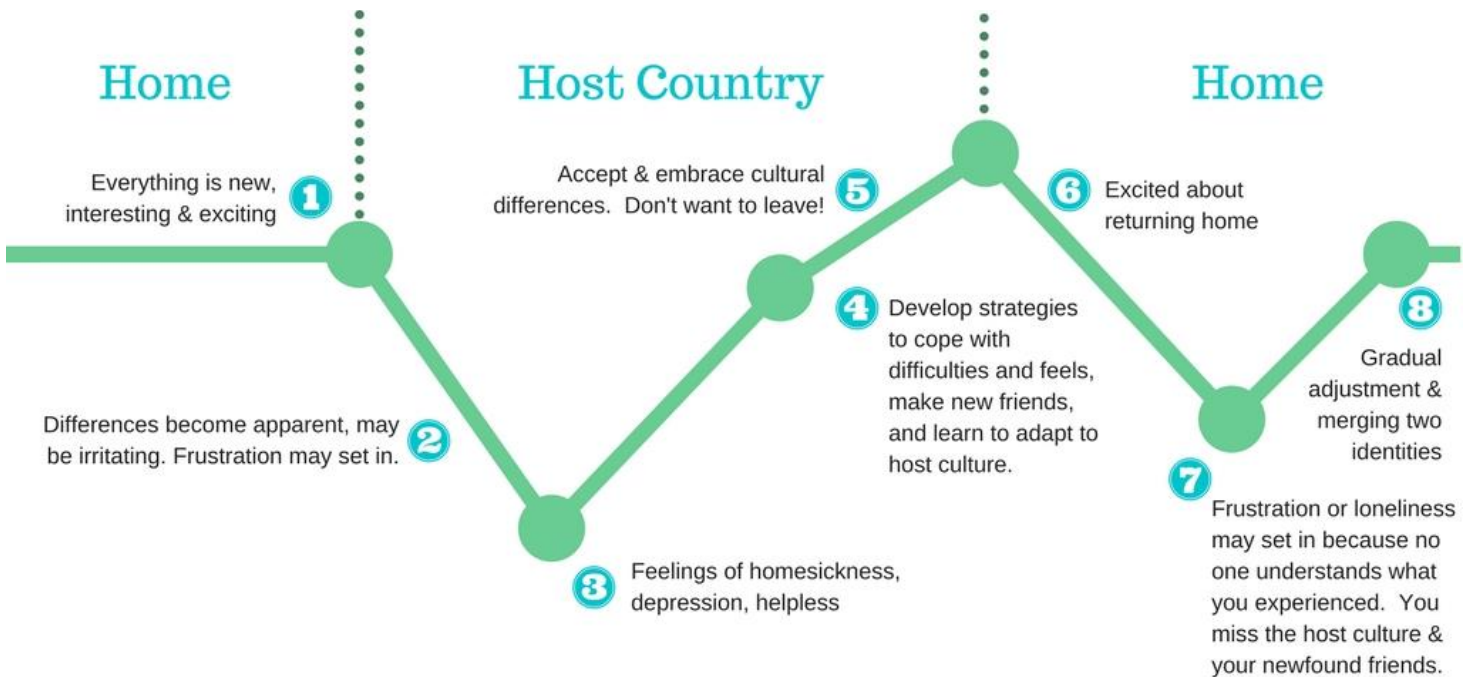 Home
Host Country
Home
1
Everything is new,
interesting & exciting
2
Differences become apparent, may
be irritating. Frustration may set in.
3
Feelings of homesickness,
depression, helpless
4
Develop strategies
to cope with
difficulties and feels,
make new friends,
and learn to adapt to
host culture.
5
Accept & embrace cultural
differences.  Don't want to leave!
6
Excited about
returning home
7
Frustration or loneliness
may set in because no
one understands what
you experienced.  You
miss the host culture &
your newfound friends.
8
Gradual
adjustment &
merging two
identities